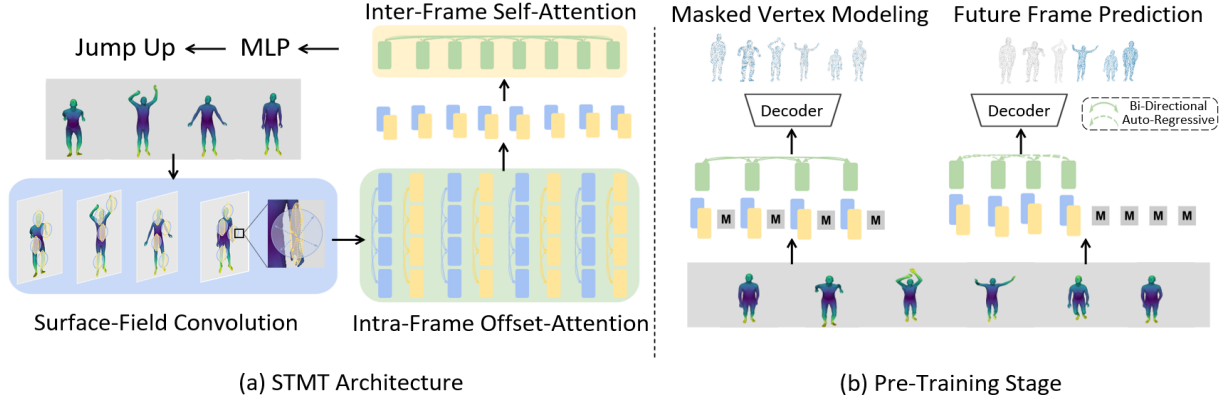 Inter-Frame Self-Attention
Jump Up
MLP
Surface-Field Convolution
Intra-Frame Offset-Attention
(a) STMT Architecture
Masked Vertex Modeling
Future Frame Prediction
Decoder
Decoder
Bi-Directional
Auto-Regressive
M
M
M
M
M
M
M
M
(b) Pre-Training Stage